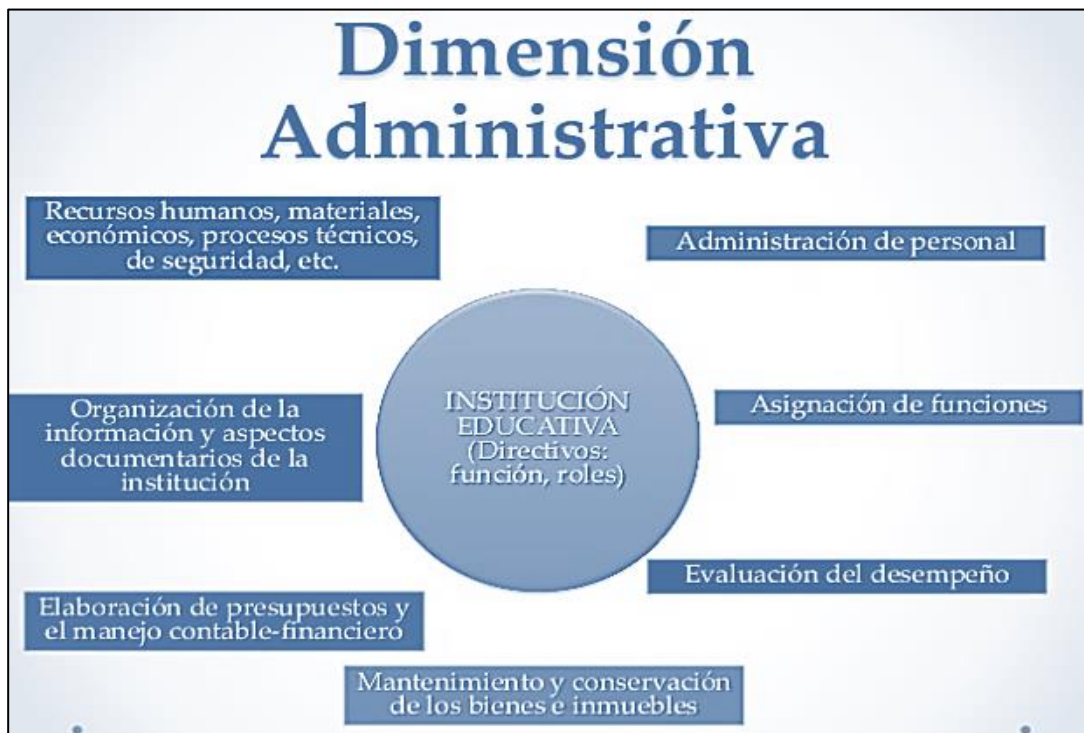 Dimensión
Administrativa
Recursos humanos, materiales,
económicos, procesos técnicos,
de seguridad, etc.
Administración de personal
INSTITUCIÓN
EDUCATIVA
(Directivos:
función, roles)
Organización de la
información y aspectos
documentarios de la
institución
Asignación de funciones
Evaluación del desempeño
Elaboración de presupuestos y
el manejo contable-financiero
Mantenimiento y conservación
de los bienes e inmuebles